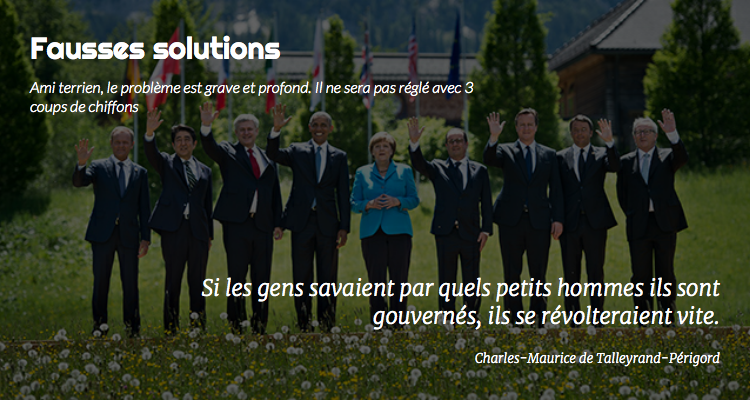 Fausses solutions
Ami terrien, le problème est grave et profond. Il ne sera pas réglé avec 3
coups de chiffons
Si les gens savaient par quels petits hommes ils sont
gouvernés, ils se révolteraient vite.
Charles-Maurice de Talleyrand-Périgord